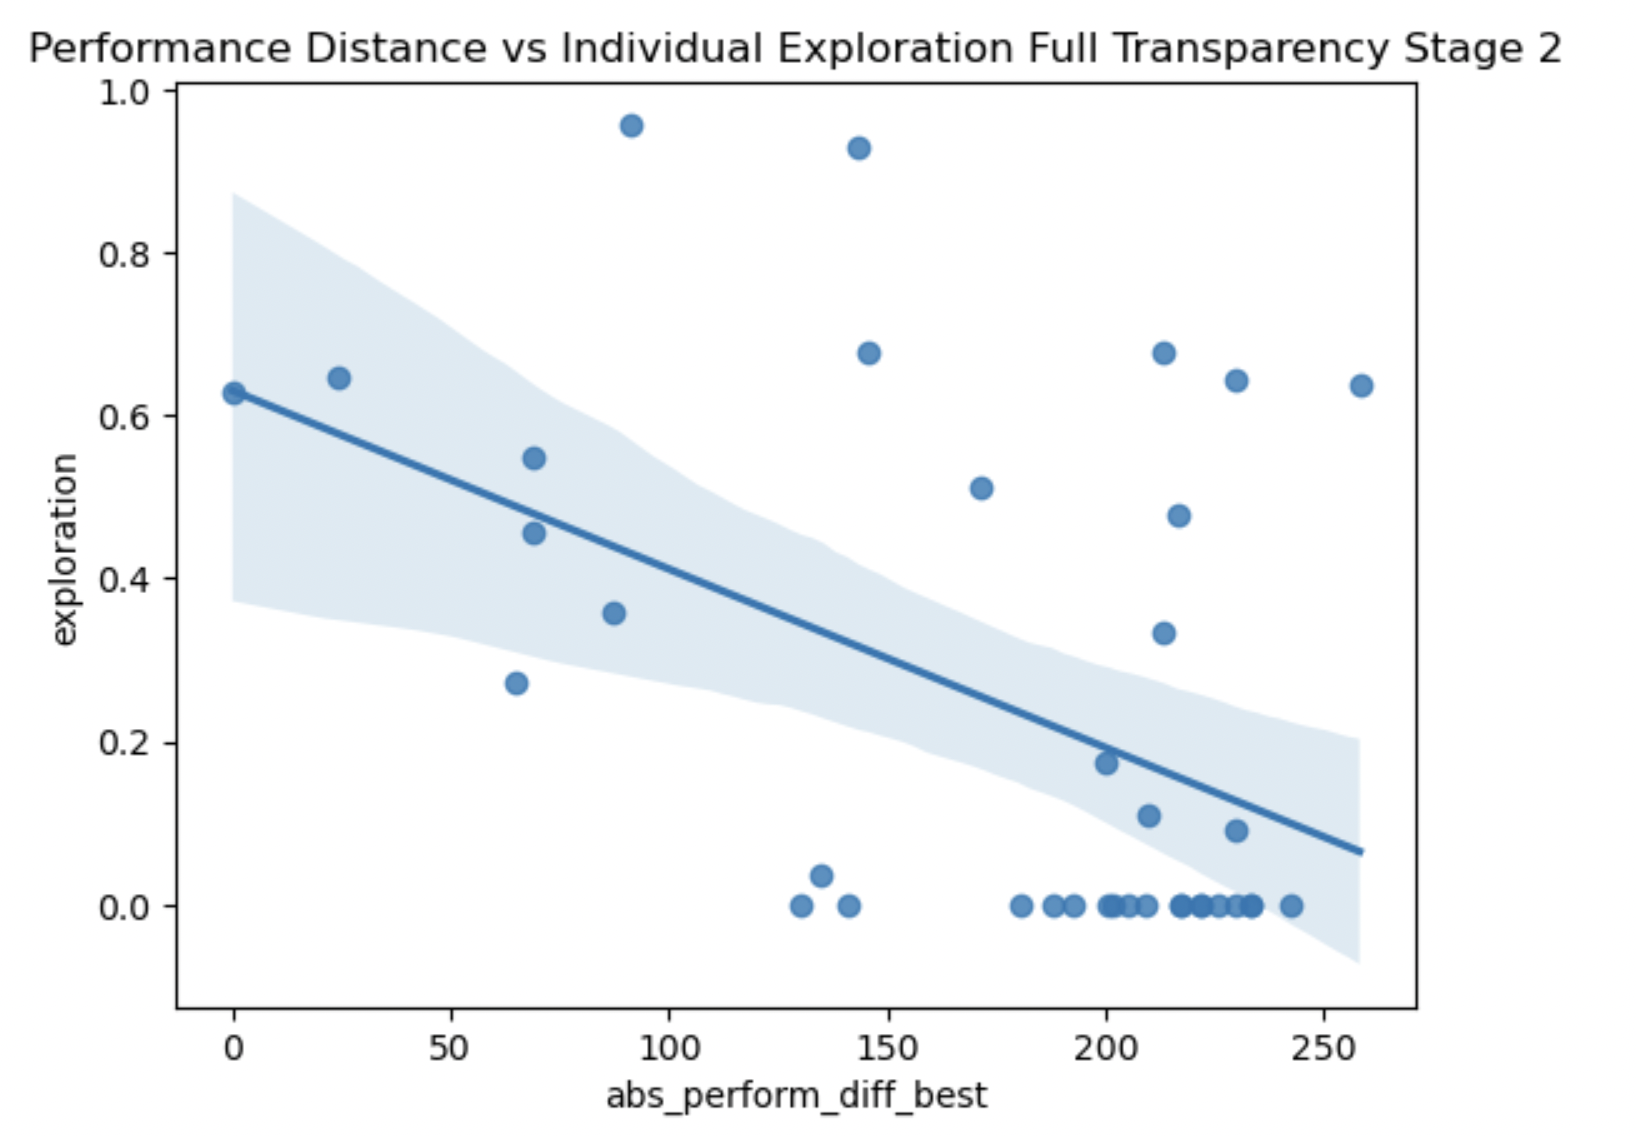 Performance Distance vs Individual Exploration Full Transparency Stage 2
1.0
0.8
0.6
0.4
0.2
0.0
exploration
0 50 100 150 200 250
abs_perform_diff_best